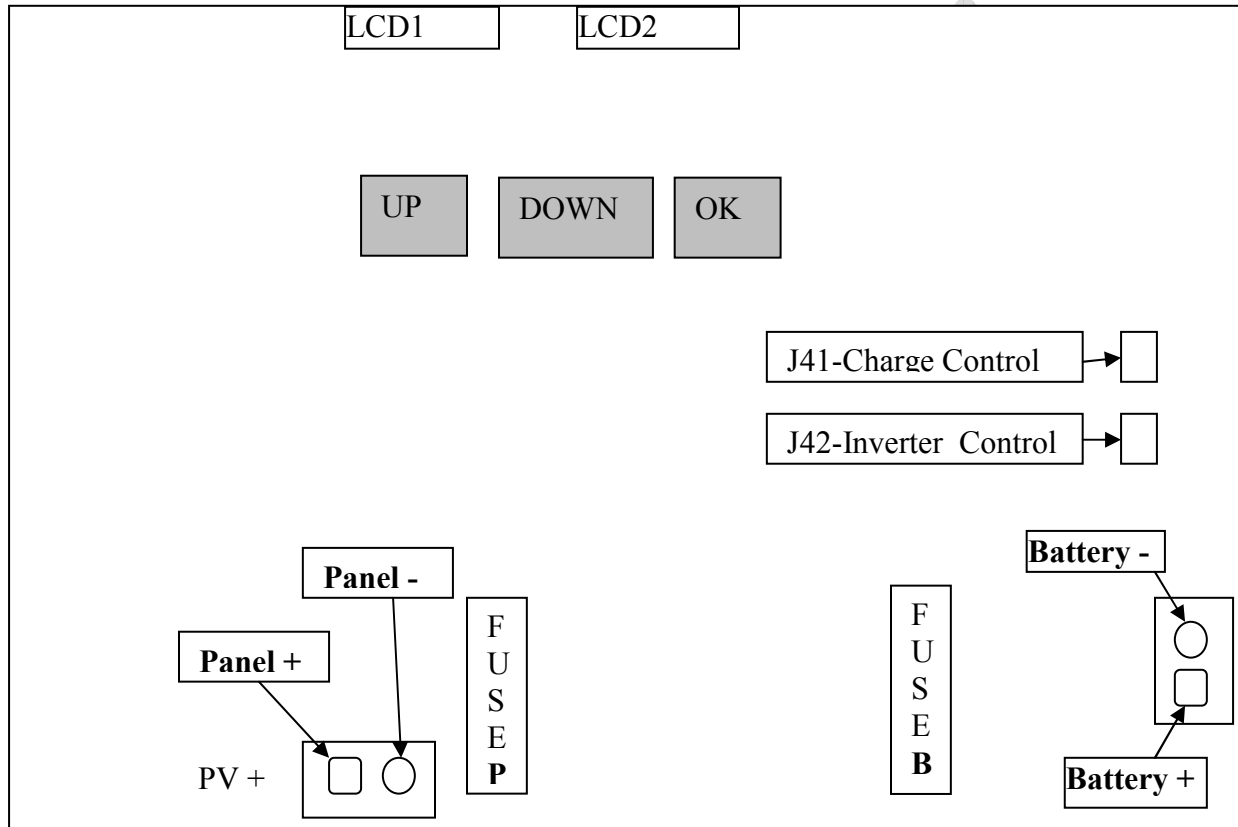 LCD1 LCD2
UP DOWN OK
J41-Charge Control
J42-Inverter Control
Battery -
Panel -
Panel +
F
U
S
E
P
F
U
S
E
B
PV +
Battery +